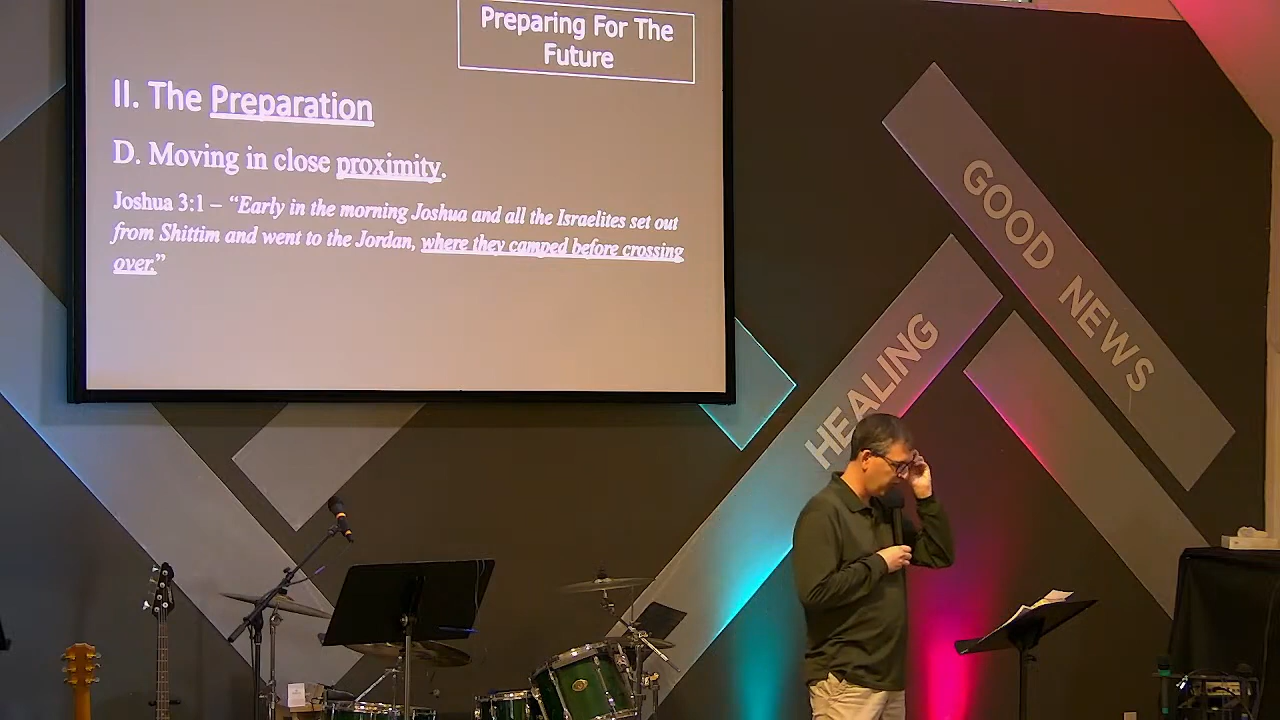 Preparing For The
Future
II. The Preparation
D. Moving in close proximity.
Joshua 3:1 – “Early in the morning Joshua and all the Israelites set out
from Shittim and went to the Jordan, where they camped before crossing
over.”
GOOD NEWS
HEALING